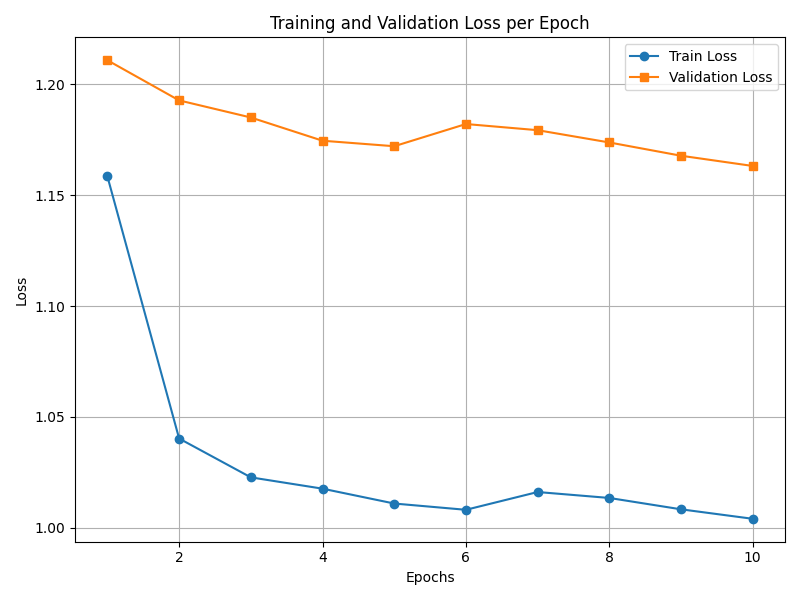 Training and Validation Loss per Epoch
Train Loss
Validation Loss
1.20
1.15
1.10
1.05
1.00
Loss
2
4
6
8
10
Epochs